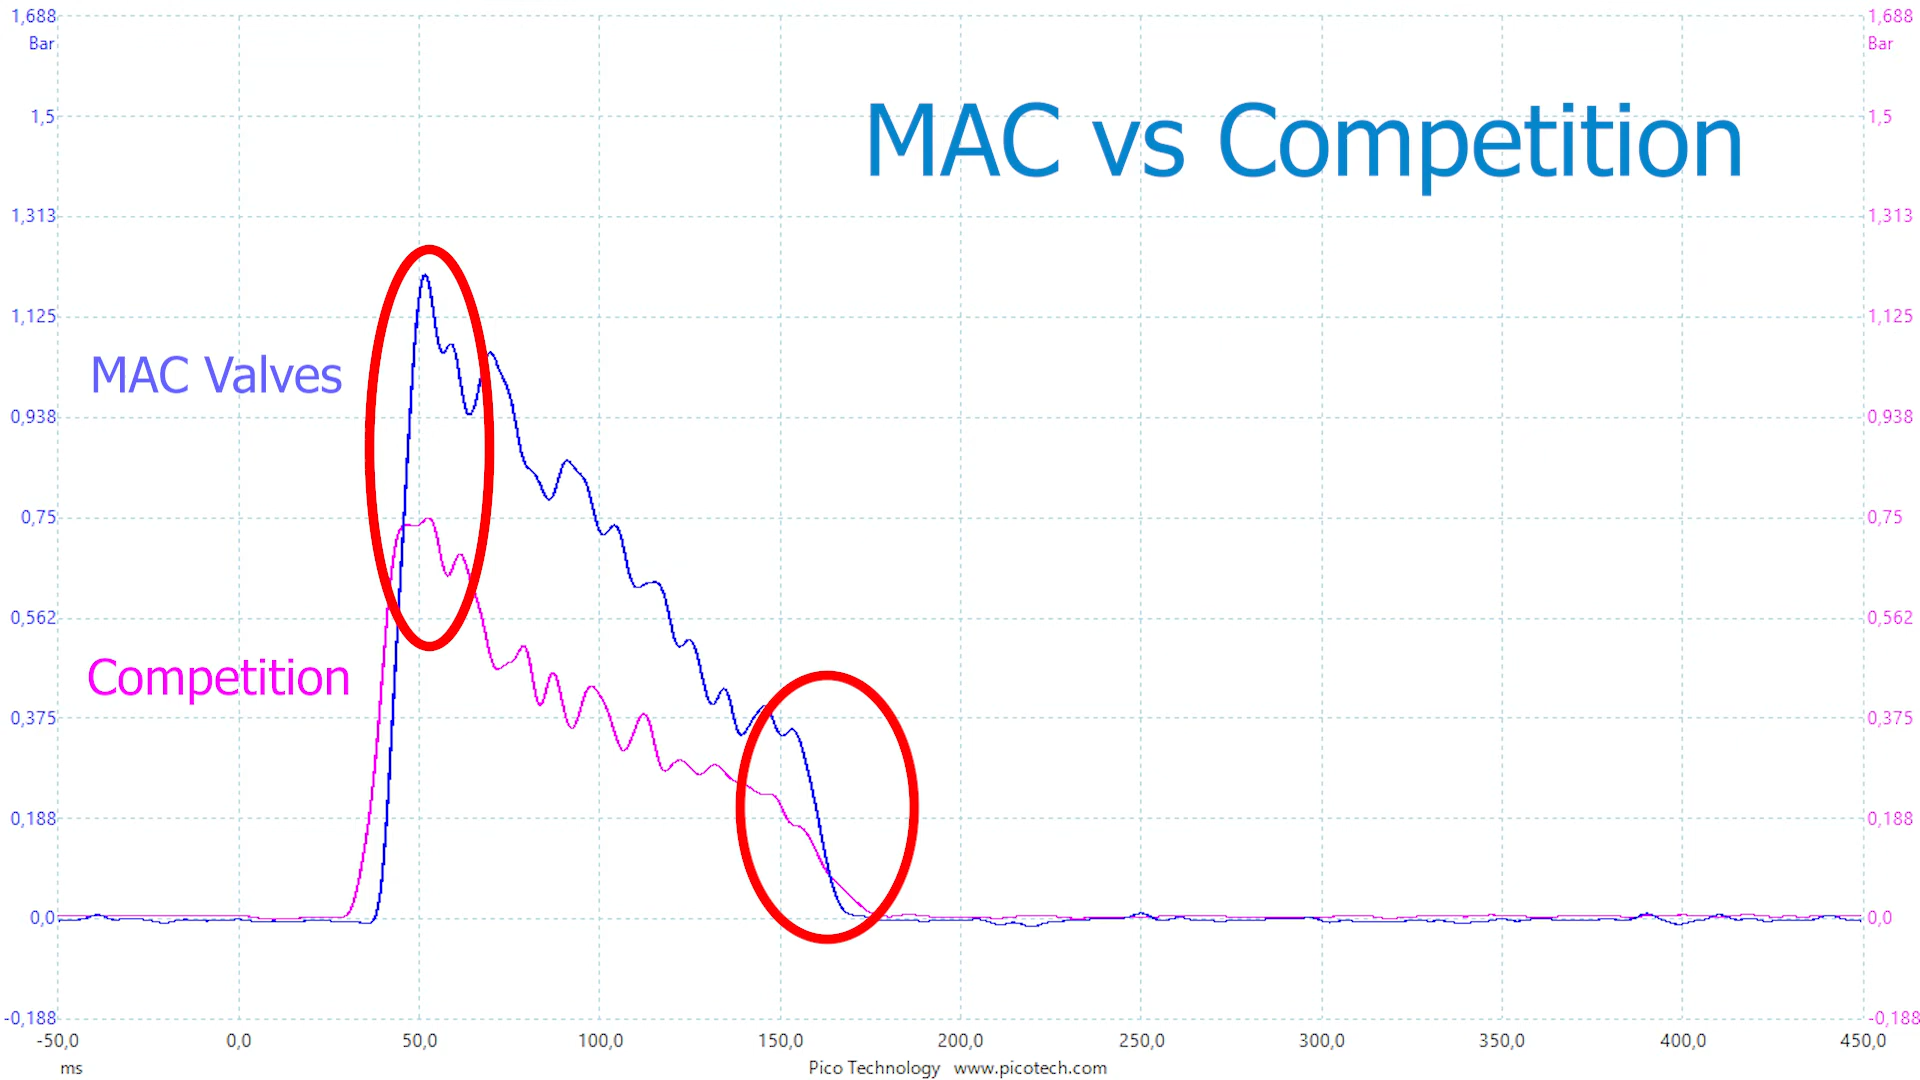 1,688
Bar
1,5
1,313
1,125
0,938
0,75
0,562
0,375
0,188
0,0
-0,188
MAC vs Competition
MAC Valves
Competition
1,688
Bar
1,5
1,313
1,125
0,938
0,75
0,562
0,375
0,188
0,0
-0,188
-50,0 0,0 50,0 100,0 150,0 200,0 250,0 300,0 350,0 400,0 450,0
ms
Pico Technology www.picotech.com